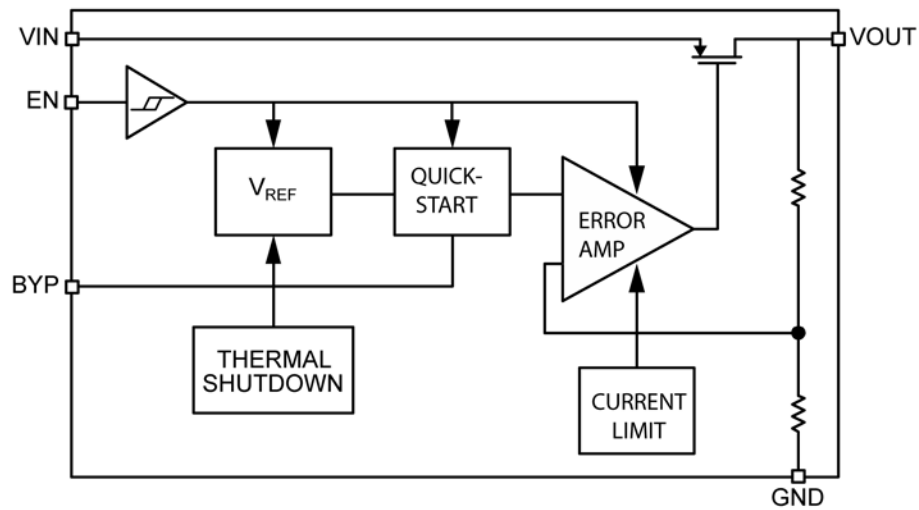 VIN
VOUT
EN
VREF
QUICK-
START
ERROR
AMP
BYP
THERMAL
SHUTDOWN
CURRENT
LIMIT
GND